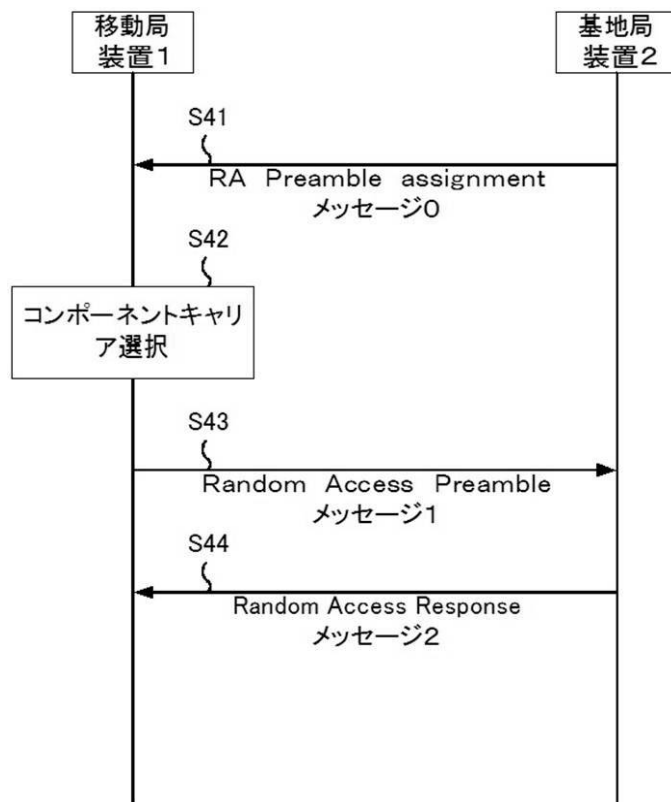 移動局
装置1
基地局
装置2
S41
RA Preamble assignment
メッセージ0
S42
コンポーネントキャリ
ア選択
S43
Random Access Preamble
メッセージ1
S44
Random Access Response
メッセージ2